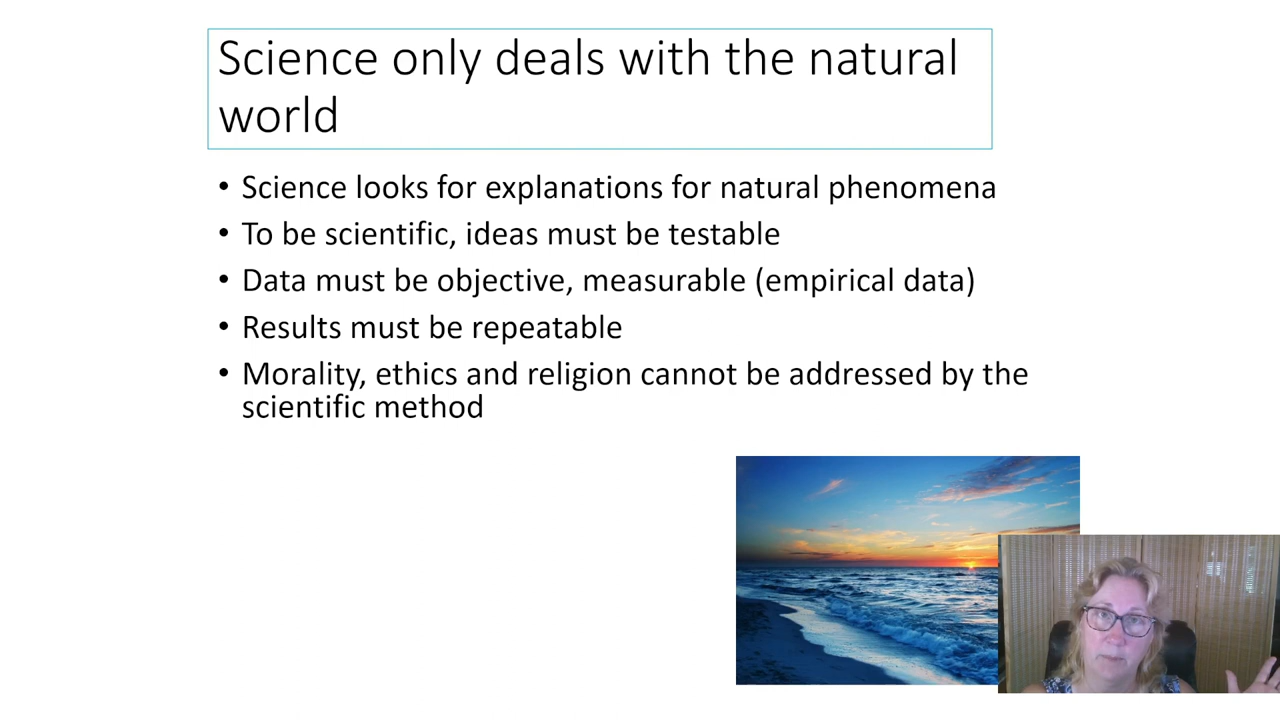 Science only deals with the natural
world
• Science looks for explanations for natural phenomena
• To be scientific, ideas must be testable
• Data must be objective, measurable (empirical data)
• Results must be repeatable
• Morality, ethics and religion cannot be addressed by the
scientific method